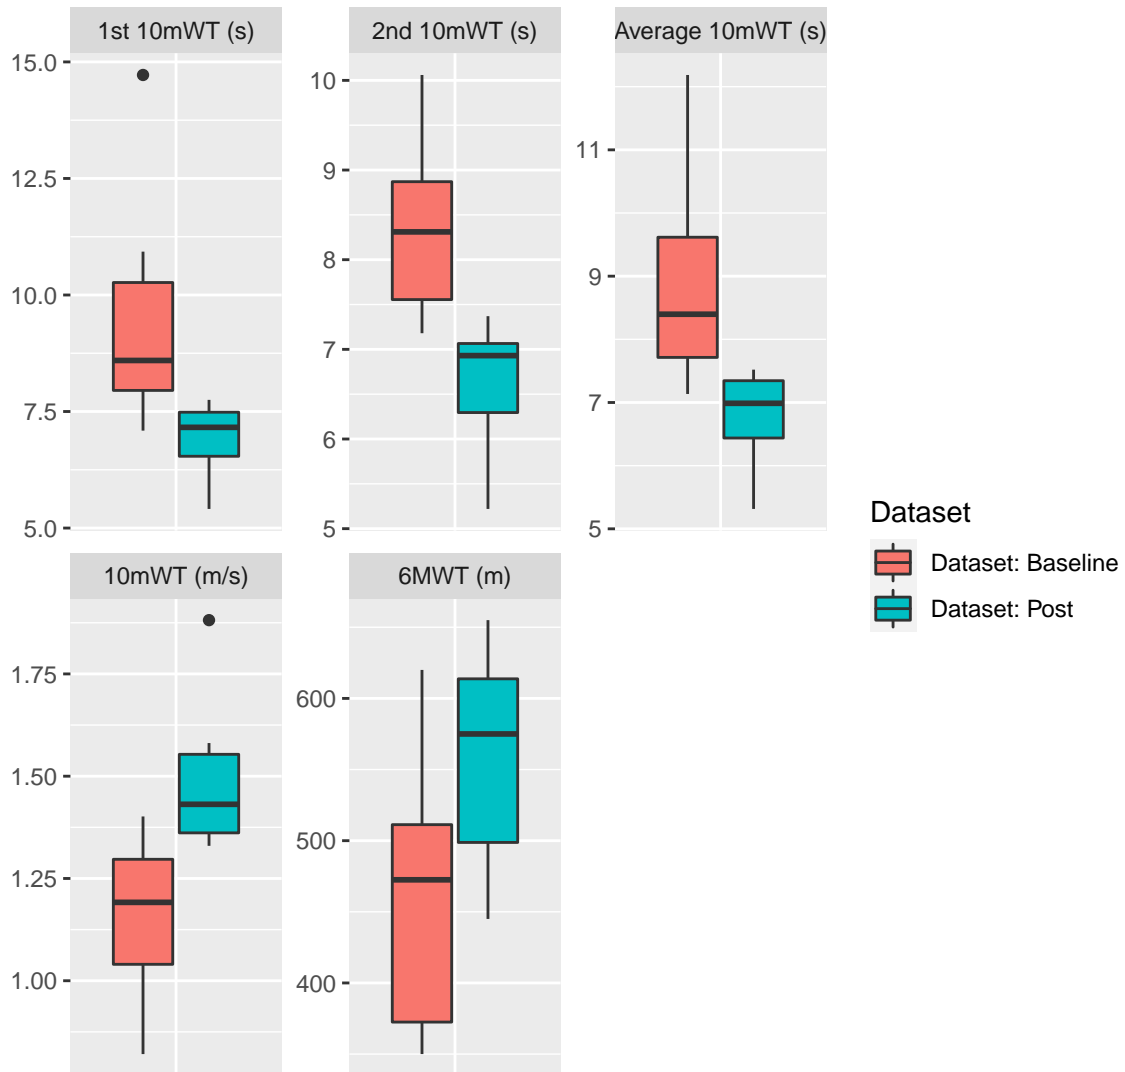 1st 10mWT (s)
2nd 10mWT (s)
Average 10mWT (s)
15.0
12.5
10.0
7.5
5.0
10
9
8
7
6
5
11
9
7
5
10mWT (m/s)
6MWT (m)
1.75
1.50
1.25
1.00
600
500
400
Dataset
Dataset: Baseline
Dataset: Post